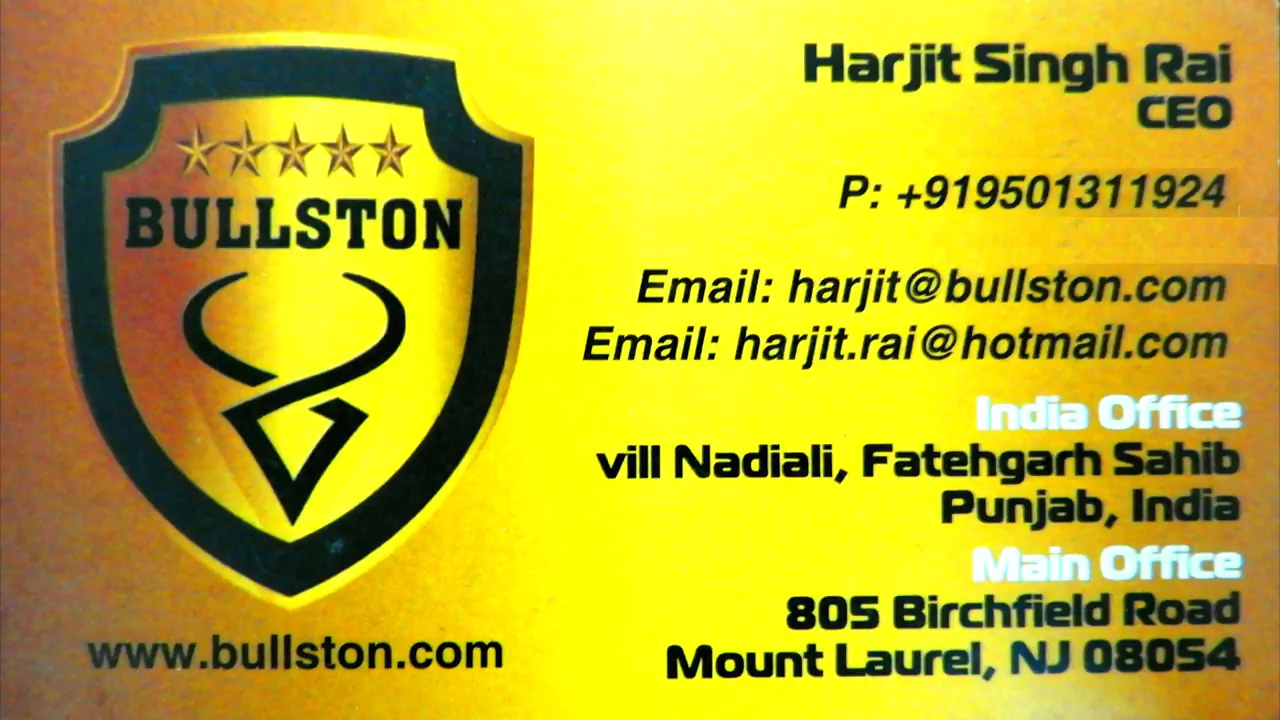 BULLSTON
www.bullston.com
Harjit Singh Rai
CEO
P: +919501311924
Email: harjit@bullston.com
Email: harjit.rai@hotmail.com
India Office
vill Nadiali, Fatehgarh Sahib
Punjab, India
Main Office
805 Birchfield Road
Mount Laurel, NJ 08054